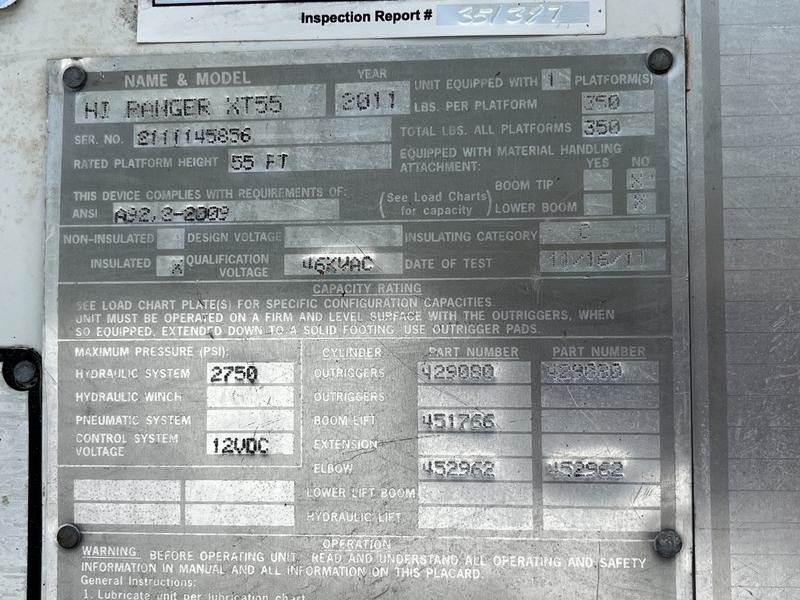 Inspection Report # 351397
NAME & MODEL
YEAR
HI RANGER XT55
2011
UNIT EQUIPPED WITH 1 PLATFORM(S)
LBS. PER PLATFORM 350
SER. NO. 2111145856
TOTAL LBS. ALL PLATFORMS 350
RATED PLATFORM HEIGHT 55 FT
EQUIPPED WITH MATERIAL HANDLING
ATTACHMENT: YES NO
THIS DEVICE COMPLIES WITH REQUIREMENTS OF:
ANSI A92.2-2009
(See Load Charts
for capacity)
BOOM TIP X
LOWER BOOM X
NON-INSULATED DESIGN VOLTAGE
INSULATING CATEGORY C
INSULATED X QUALIFICATION
VOLTAGE 46KVAC
DATE OF TEST 11/16/11
CAPACITY RATING
SEE LOAD CHART PLATE(S) FOR SPECIFIC CONFIGURATION CAPACITIES.
UNIT MUST BE OPERATED ON A FIRM AND LEVEL SURFACE WITH THE OUTRIGGERS, WHEN
SO EQUIPPED, EXTENDED DOWN TO A SOLID FOOTING. USE OUTRIGGER PADS.
MAXIMUM PRESSURE (PSI):
HYDRAULIC SYSTEM 2750
HYDRAULIC WINCH
PNEUMATIC SYSTEM
CONTROL SYSTEM
VOLTAGE 12VDC
CYLINDER PART NUMBER PART NUMBER
OUTRIGGERS 429080 429080
OUTRIGGERS
BOOM LIFT 451766
EXTENSION
ELBOW 452962 452962
LOWER LIFT BOOM
HYDRAULIC LIFT
OPERATION
WARNING. BEFORE OPERATING UNIT, READ AND UNDERSTAND ALL OPERATING AND SAFETY
INFORMATION IN MANUAL AND ALL INFORMATION ON THIS PLACARD.
General Instructions:
1. Lubricate unit per lubrication chart